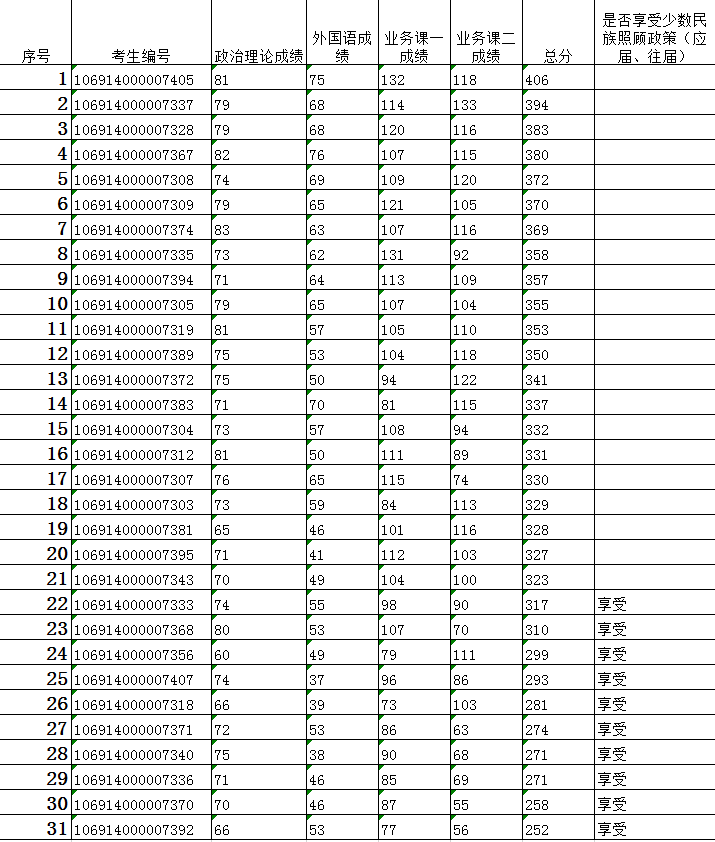 序号 考生编号 政治理论成绩 外国语成绩 业务课一成绩 业务课二成绩 总分 是否享受少数民族照顾政策（应届、往届）
1 106914000007405 81 75 132 118 406
2 106914000007337 79 68 114 133 394
3 106914000007328 79 68 120 116 383
4 106914000007367 82 76 107 115 380
5 106914000007308 74 69 109 120 372
6 106914000007309 79 65 121 105 370
7 106914000007374 83 63 107 116 369
8 106914000007335 73 62 131 92 358
9 106914000007394 71 64 113 109 357
10 106914000007305 79 65 107 104 355
11 106914000007319 81 57 105 110 353
12 106914000007389 75 53 104 118 350
13 106914000007372 75 50 94 122 341
14 106914000007383 71 70 81 115 337
15 106914000007304 73 57 108 94 332
16 106914000007312 81 50 111 89 331
17 106914000007307 76 65 115 74 330
18 106914000007303 73 59 84 113 329
19 106914000007381 65 46 101 116 328
20 106914000007395 71 41 112 103 327
21 106914000007343 70 49 104 100 323
22 106914000007333 74 55 98 90 317 享受
23 106914000007368 80 53 107 70 310 享受
24 106914000007356 60 49 79 111 299 享受
25 106914000007407 74 37 96 86 293 享受
26 106914000007318 66 39 73 103 281 享受
27 106914000007371 72 53 86 63 274 享受
28 106914000007340 75 38 90 68 271 享受
29 106914000007336 71 46 85 69 271 享受
30 106914000007370 70 46 87 55 258 享受
31 106914000007392 66 53 77 56 252 享受